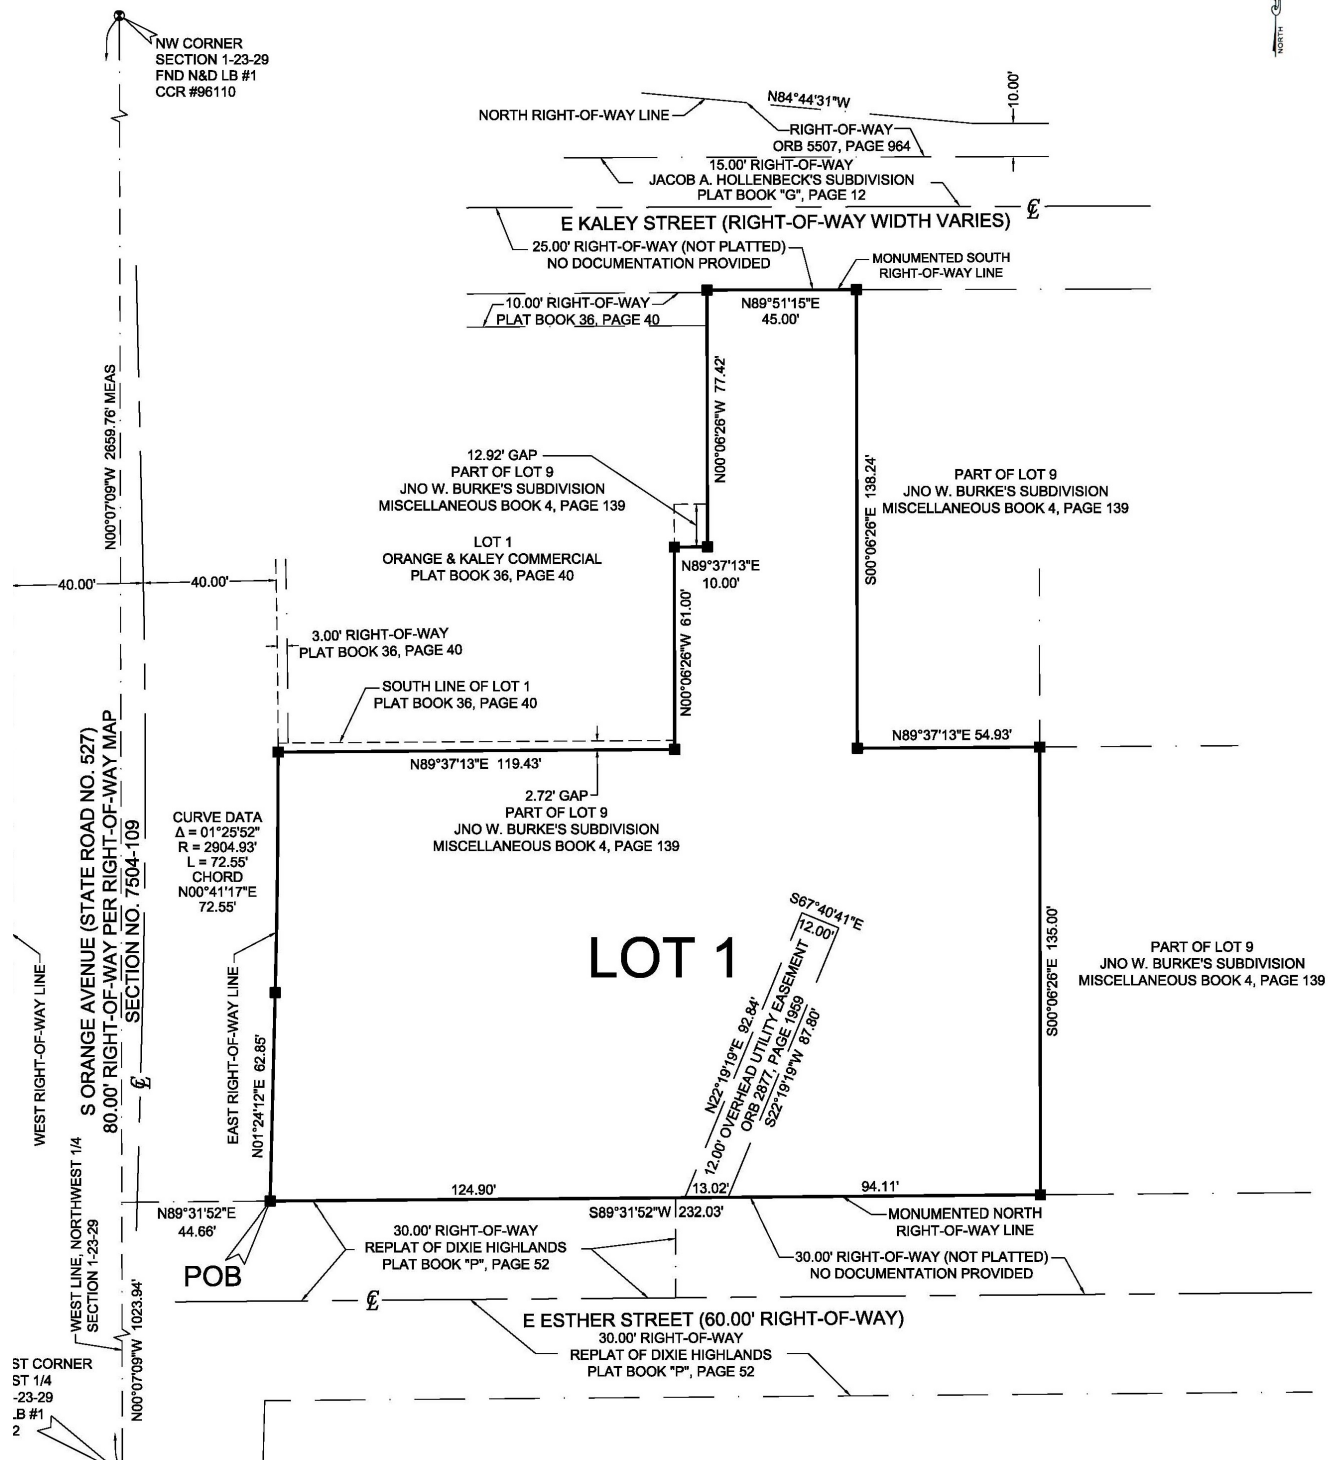 NORTH
NW CORNER
SECTION 1-23-29
FND N&D LB #1
CCR #96110
N84°44'31"W
10.00'
NORTH RIGHT-OF-WAY LINE
RIGHT-OF-WAY
ORB 5507, PAGE 964
15.00' RIGHT-OF-WAY
JACOB A. HOLLENBECK'S SUBDIVISION
PLAT BOOK "G", PAGE 12
E KALEY STREET (RIGHT-OF-WAY WIDTH VARIES)
25.00' RIGHT-OF-WAY (NOT PLATTED)
NO DOCUMENTATION PROVIDED
MONUMENTED SOUTH
RIGHT-OF-WAY LINE
10.00' RIGHT-OF-WAY
PLAT BOOK 36, PAGE 40
N89°51'15"E
45.00'
N00°06'26"W 77.42'
N00°07'09"W 2659.76' MEAS
12.92' GAP
PART OF LOT 9
JNO W. BURKE'S SUBDIVISION
MISCELLANEOUS BOOK 4, PAGE 139
S00°06'26"E 138.24'
PART OF LOT 9
JNO W. BURKE'S SUBDIVISION
MISCELLANEOUS BOOK 4, PAGE 139
LOT 1
ORANGE & KALEY COMMERCIAL
PLAT BOOK 36, PAGE 40
N89°37'13"E
10.00'
40.00'
40.00'
3.00' RIGHT-OF-WAY
PLAT BOOK 36, PAGE 40
N00°06'26"W 61.00'
SOUTH LINE OF LOT 1
PLAT BOOK 36, PAGE 40
N89°37'13"E 54.93'
N89°37'13"E 119.43'
2.72' GAP
PART OF LOT 9
JNO W. BURKE'S SUBDIVISION
MISCELLANEOUS BOOK 4, PAGE 139
CURVE DATA
Δ = 01°25'52"
R = 2904.93'
L = 72.55'
CHORD
N00°41'17"E
72.55'
S ORANGE AVENUE (STATE ROAD NO. 527)
80.00' RIGHT-OF-WAY PER RIGHT-OF-WAY MAP
SECTION NO. 7504-109
LOT 1
S67°40'41"E
12.00'
N22°19'19"E 92.84'
12.00' OVERHEAD UTILITY EASEMENT
ORB 2877, PAGE 1959
S22°19'19"W 87.80'
S00°06'26"E 135.00'
PART OF LOT 9
JNO W. BURKE'S SUBDIVISION
MISCELLANEOUS BOOK 4, PAGE 139
WEST RIGHT-OF-WAY LINE
EAST RIGHT-OF-WAY LINE
N01°24'12"E 62.85'
124.90'
13.02'
94.11'
N89°31'52"E
44.66'
S89°31'52"W 232.03'
MONUMENTED NORTH
RIGHT-OF-WAY LINE
30.00' RIGHT-OF-WAY
REPLAT OF DIXIE HIGHLANDS
PLAT BOOK "P", PAGE 52
30.00' RIGHT-OF-WAY (NOT PLATTED)
NO DOCUMENTATION PROVIDED
POB
WEST LINE, NORTHWEST 1/4
SECTION 1-23-29
N00°07'09"W 1023.94'
E ESTHER STREET (60.00' RIGHT-OF-WAY)
30.00' RIGHT-OF-WAY
REPLAT OF DIXIE HIGHLANDS
PLAT BOOK "P", PAGE 52
ST CORNER
ST 1/4
-23-29
LB #1
2